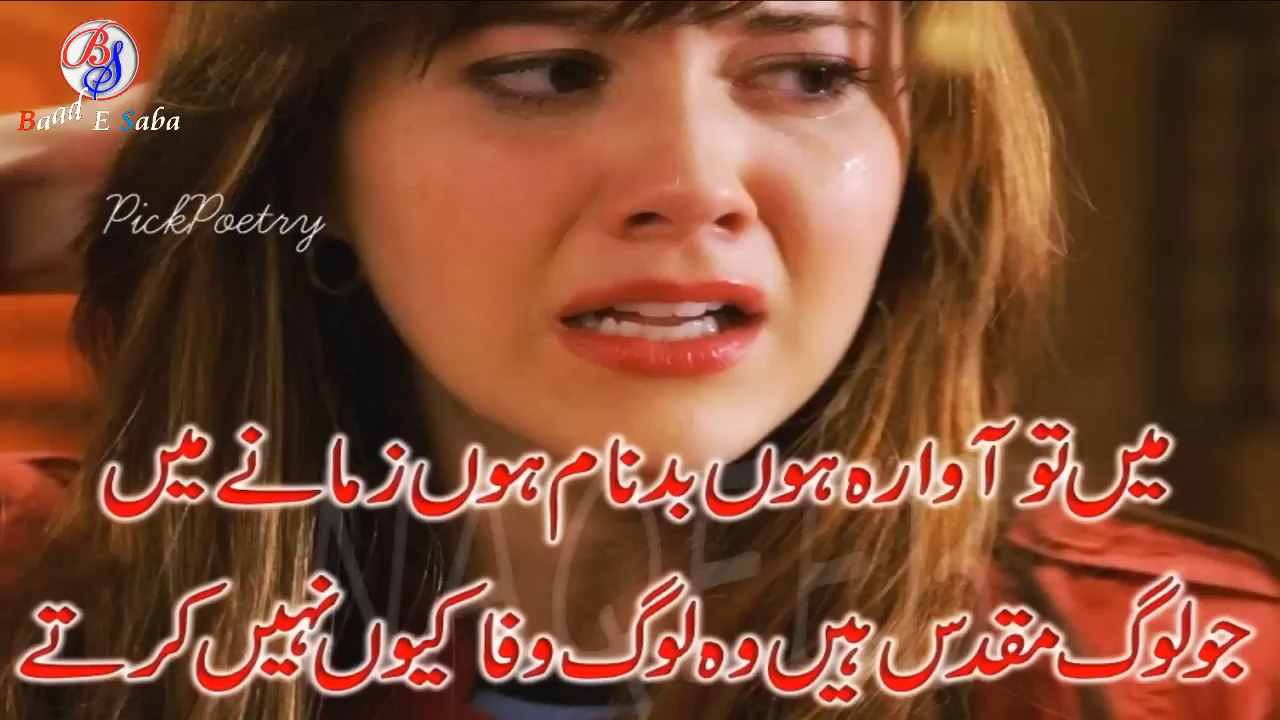 BS
Baad E Saba
PickPoetry
میں تو آوارہ ہوں بدنام ہوں زمانے میں
جو لوگ مقدس ہیں وہ لوگ وفا کیوں نہیں کرتے